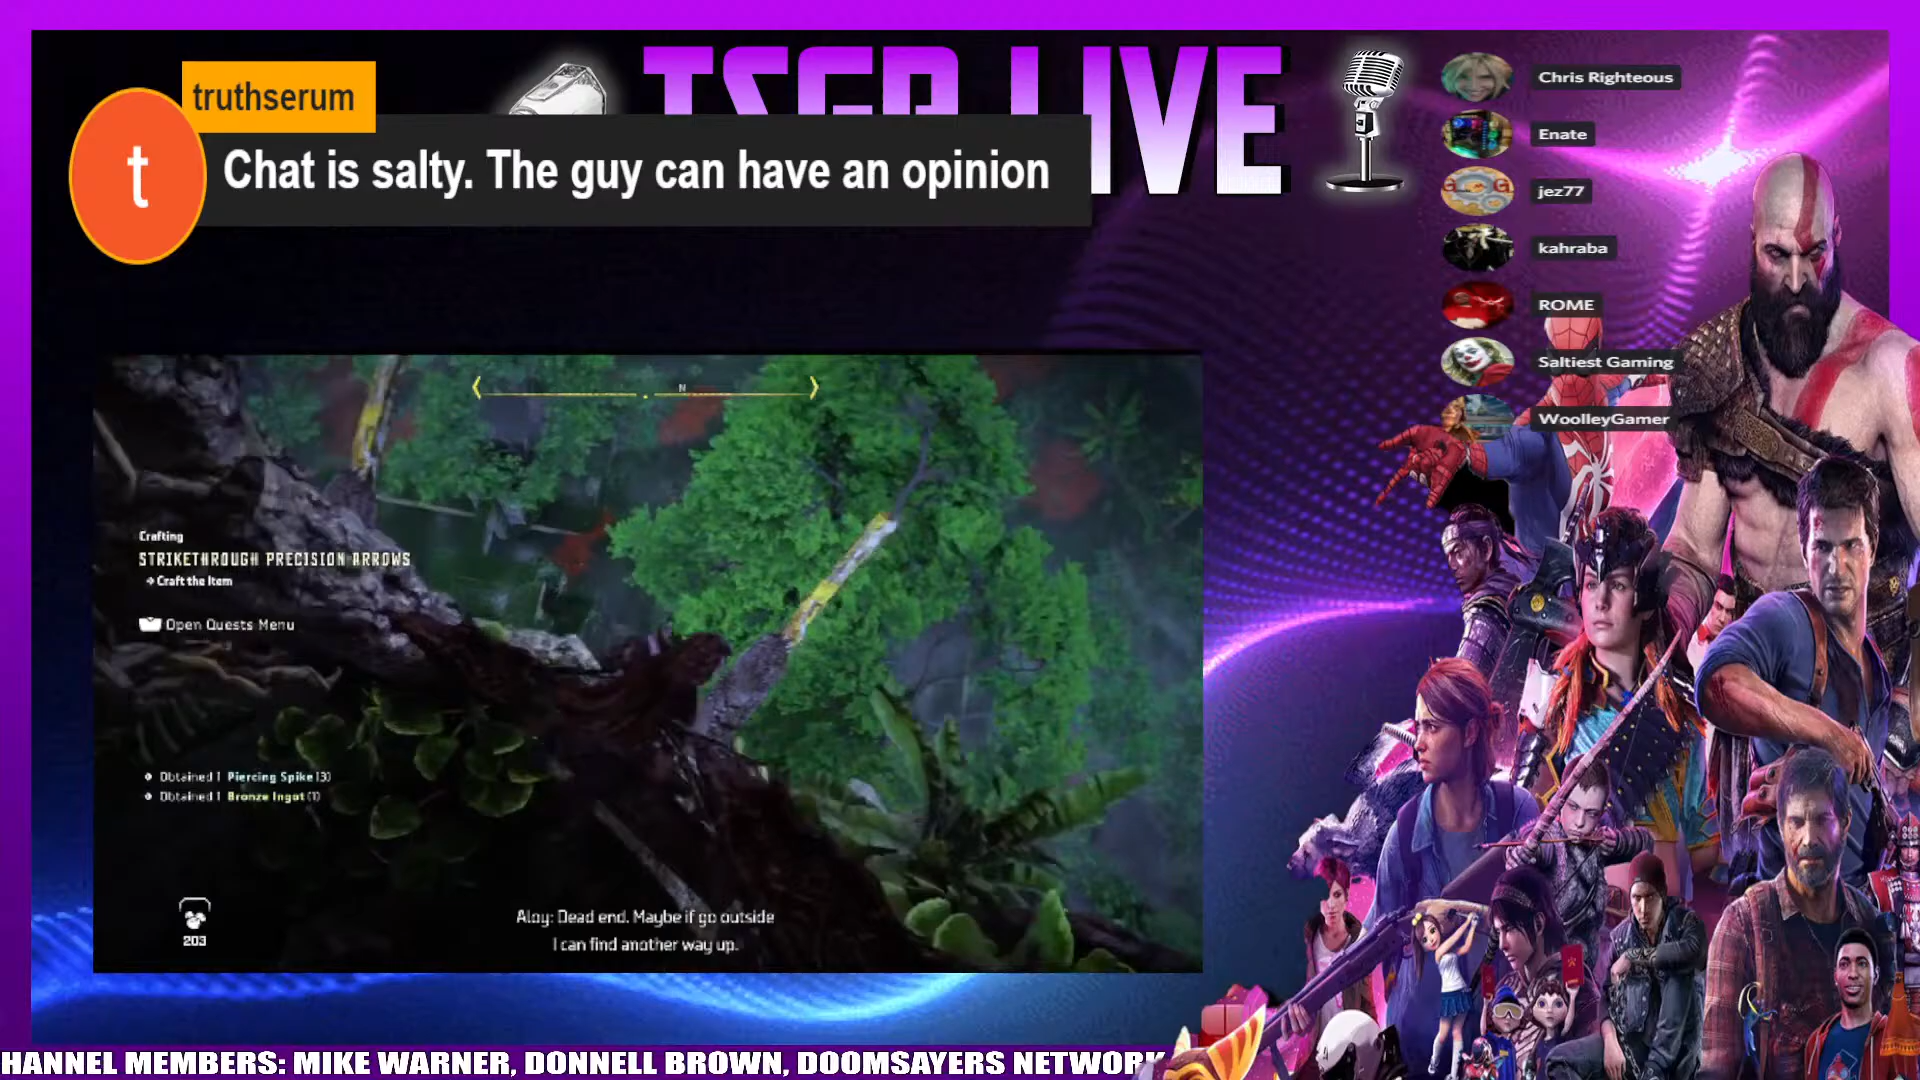 truthserum
t
Chat is salty. The guy can have an opinion
LIVE
Chris Righteous
Enate
jez77
kahraba
ROME
Saltiest Gaming
WoolleyGamer
N
Crafting
STRIKETHROUGH PRECISION ARROWS
Craft the Item
Open Quests Menu
Obtained 1 Piercing Spike (3)
Obtained 1 Bronze Ingot (1)
203
Aloy: Dead end. Maybe if go outside
I can find another way up.
HANNEL MEMBERS: MIKE WARNER, DONNELL BROWN, DOOMSAYERS NETWORK